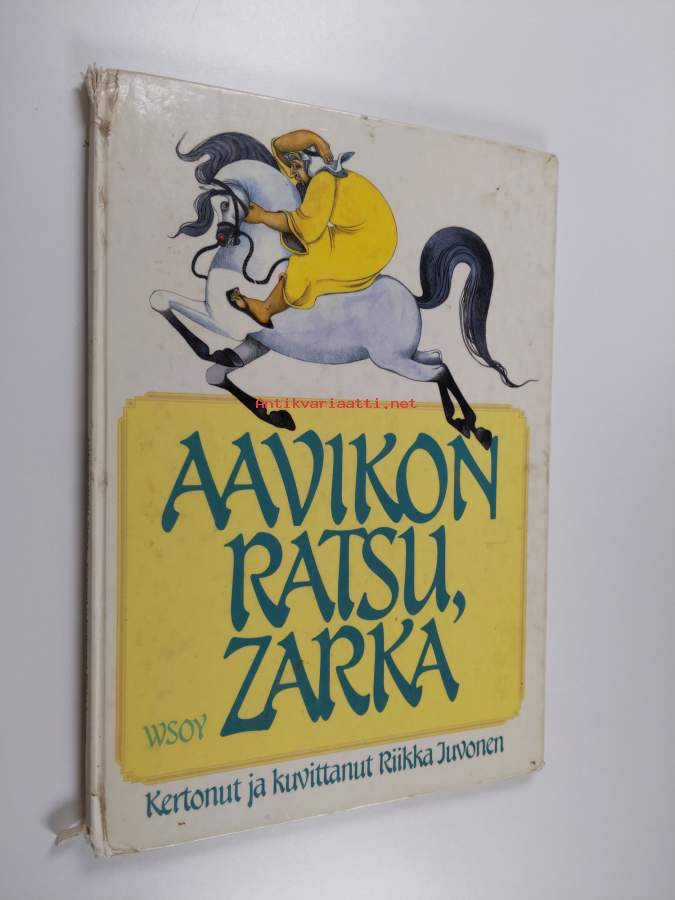 Antikvariaatti.net
AAVIKON
RATSU,
ZARKA
WSOY
Kertonut ja kuvittanut Riikka Juvonen